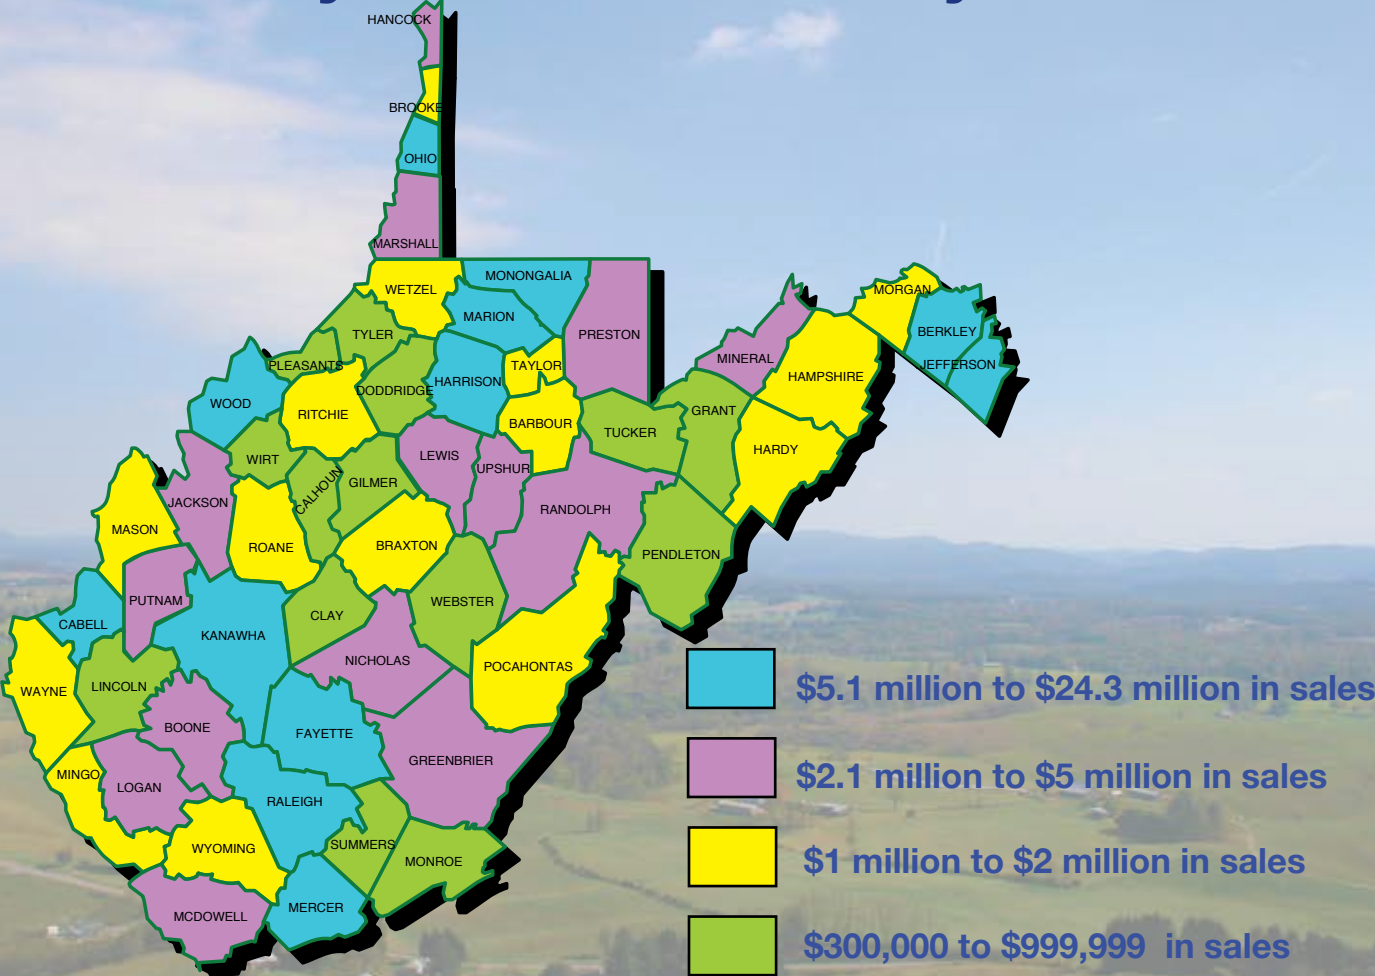 HANCOCK
BROOKE
OHIO
MARSHALL
WETZEL
MONONGALIA
MARION
PRESTON
TYLER
PLEASANTS
DODDRIDGE
HARRISON
TAYLOR
MINERAL
MORGAN
BERKLEY
JEFFERSON
HAMPSHIRE
WOOD
RITCHIE
BARBOUR
TUCKER
GRANT
HARDY
WIRT
CALHOUN
GILMER
LEWIS
UPSHUR
RANDOLPH
JACKSON
MASON
ROANE
BRAXTON
PENDLETON
PUTNAM
CABELL
KANAWHA
CLAY
WEBSTER
NICHOLAS
POCAHONTAS
WAYNE
LINCOLN
BOONE
FAYETTE
GREENBRIER
MINGO
LOGAN
RALEIGH
WYOMING
SUMMERS
MONROE
MCDOWELL
MERCER
$5.1 million to $24.3 million in sales
$2.1 million to $5 million in sales
$1 million to $2 million in sales
$300,000 to $999,999 in sales